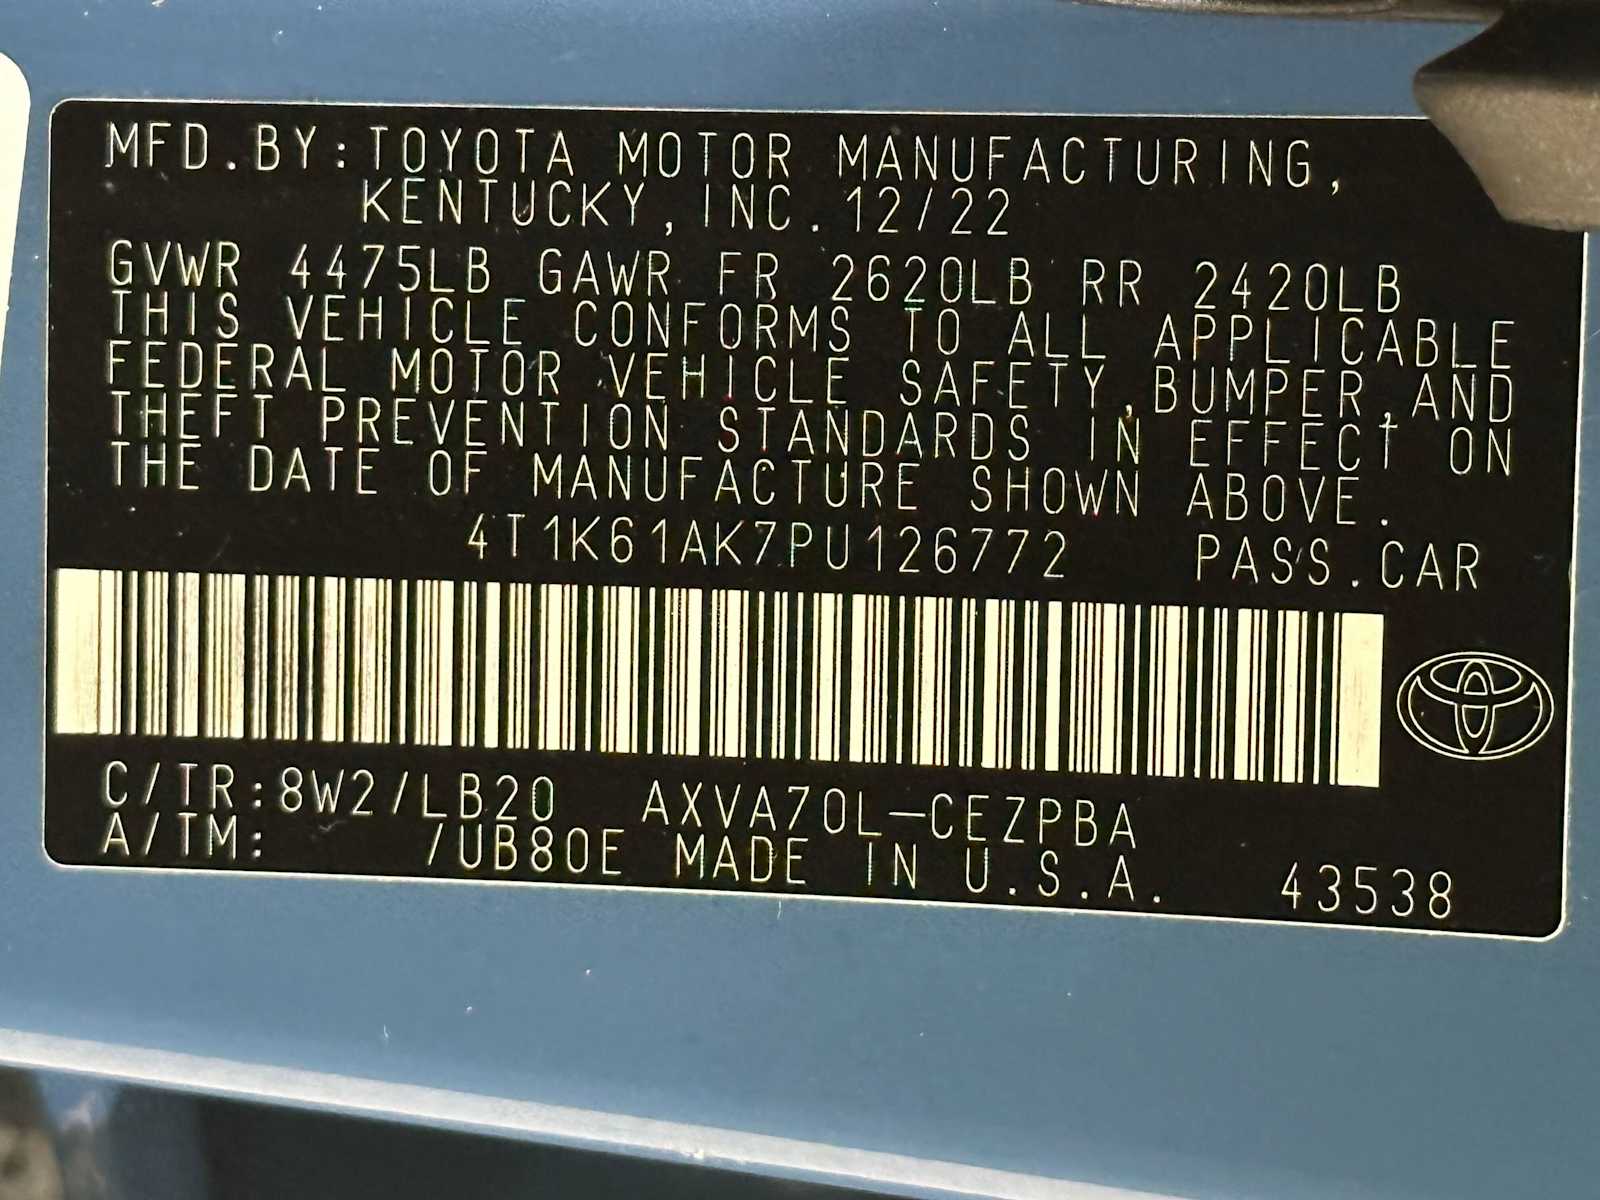 MFD.BY:TOYOTA MOTOR MANUFACTURING,
KENTUCKY,INC.12/22
GVWR 4475LB GAWR FR 2620LB RR 2420LB
THIS VEHICLE CONFORMS TO ALL APPLICABLE
FEDERAL MOTOR VEHICLE SAFETY,BUMPER,AND
THEFT PREVENTION STANDARDS IN EFFECT ON
THE DATE OF MANUFACTURE SHOWN ABOVE.
4T1K61AK7PU126772 PASS.CAR
C/TR:8W2/LB20 AXVA70L-CEZPBA
A/TM: /UB80E MADE IN U.S.A. 43538